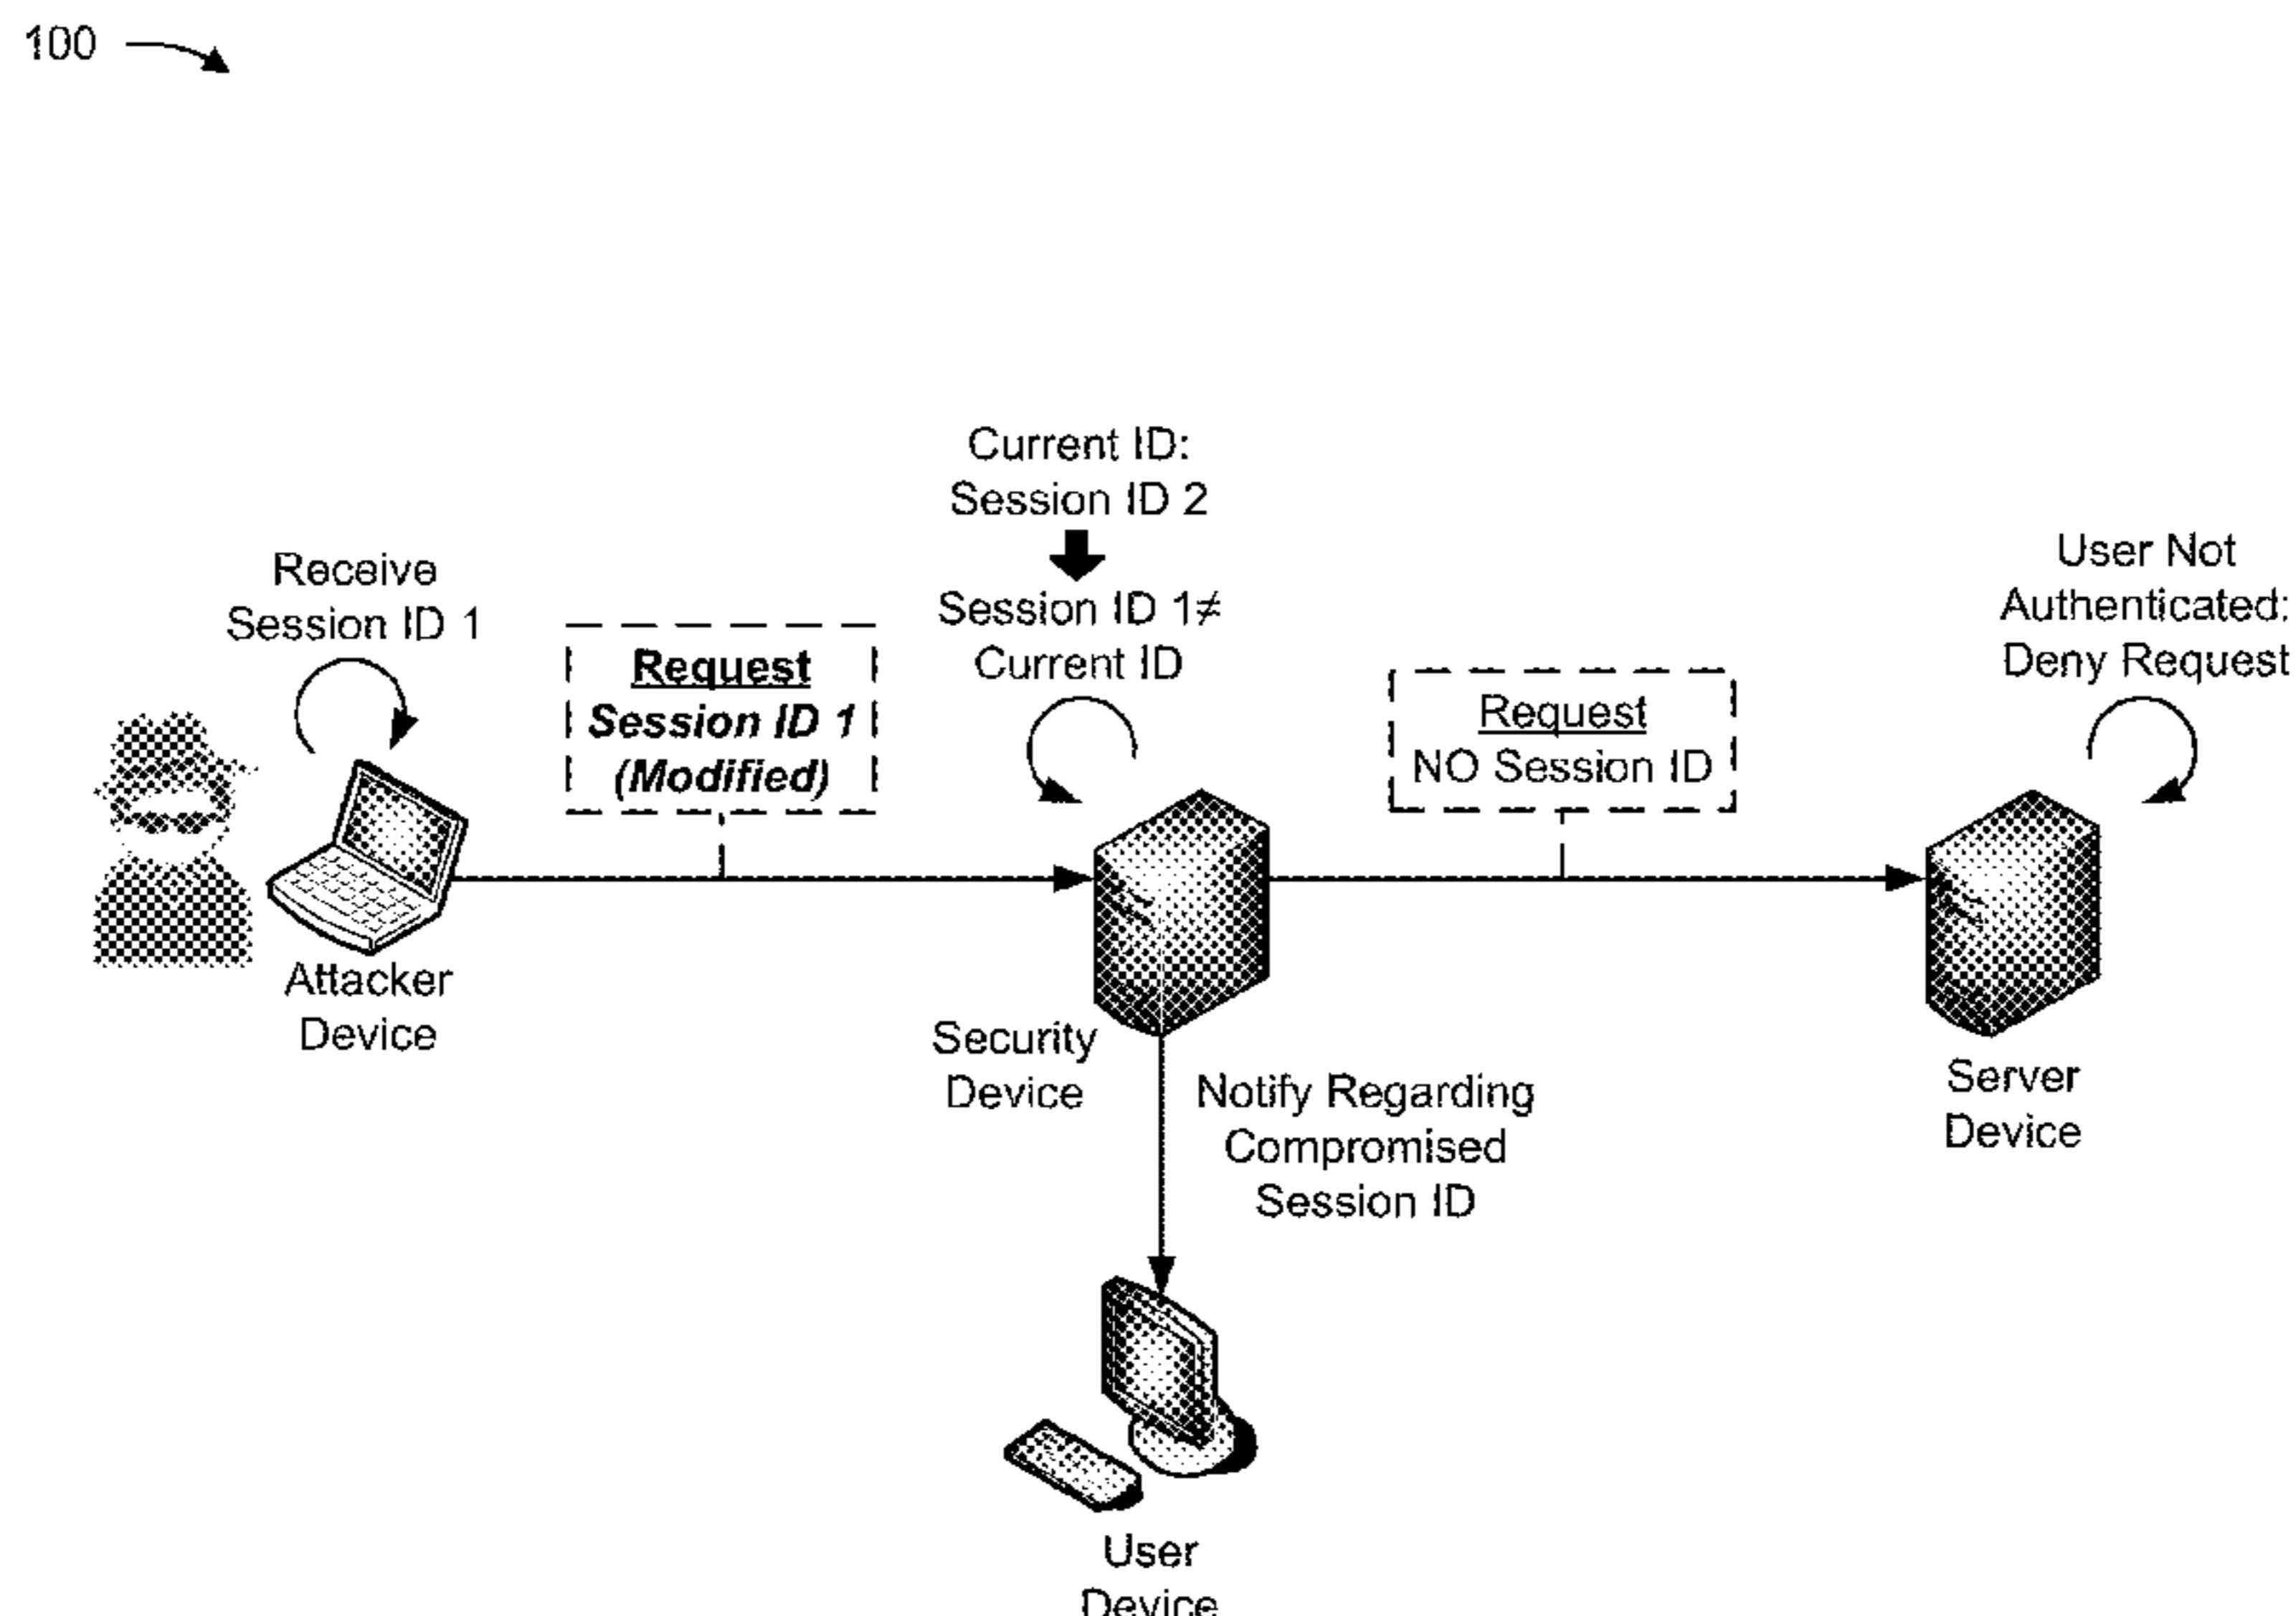 100
Current ID:
Session ID 2
Session ID 1≠
Current ID
Receive
Session ID 1
Request
Session ID 1
(Modified)
Request
NO Session ID
User Not
Authenticated:
Deny Request
Attacker
Device
Security
Device
Server
Device
Notify Regarding
Compromised
Session ID
User
Device